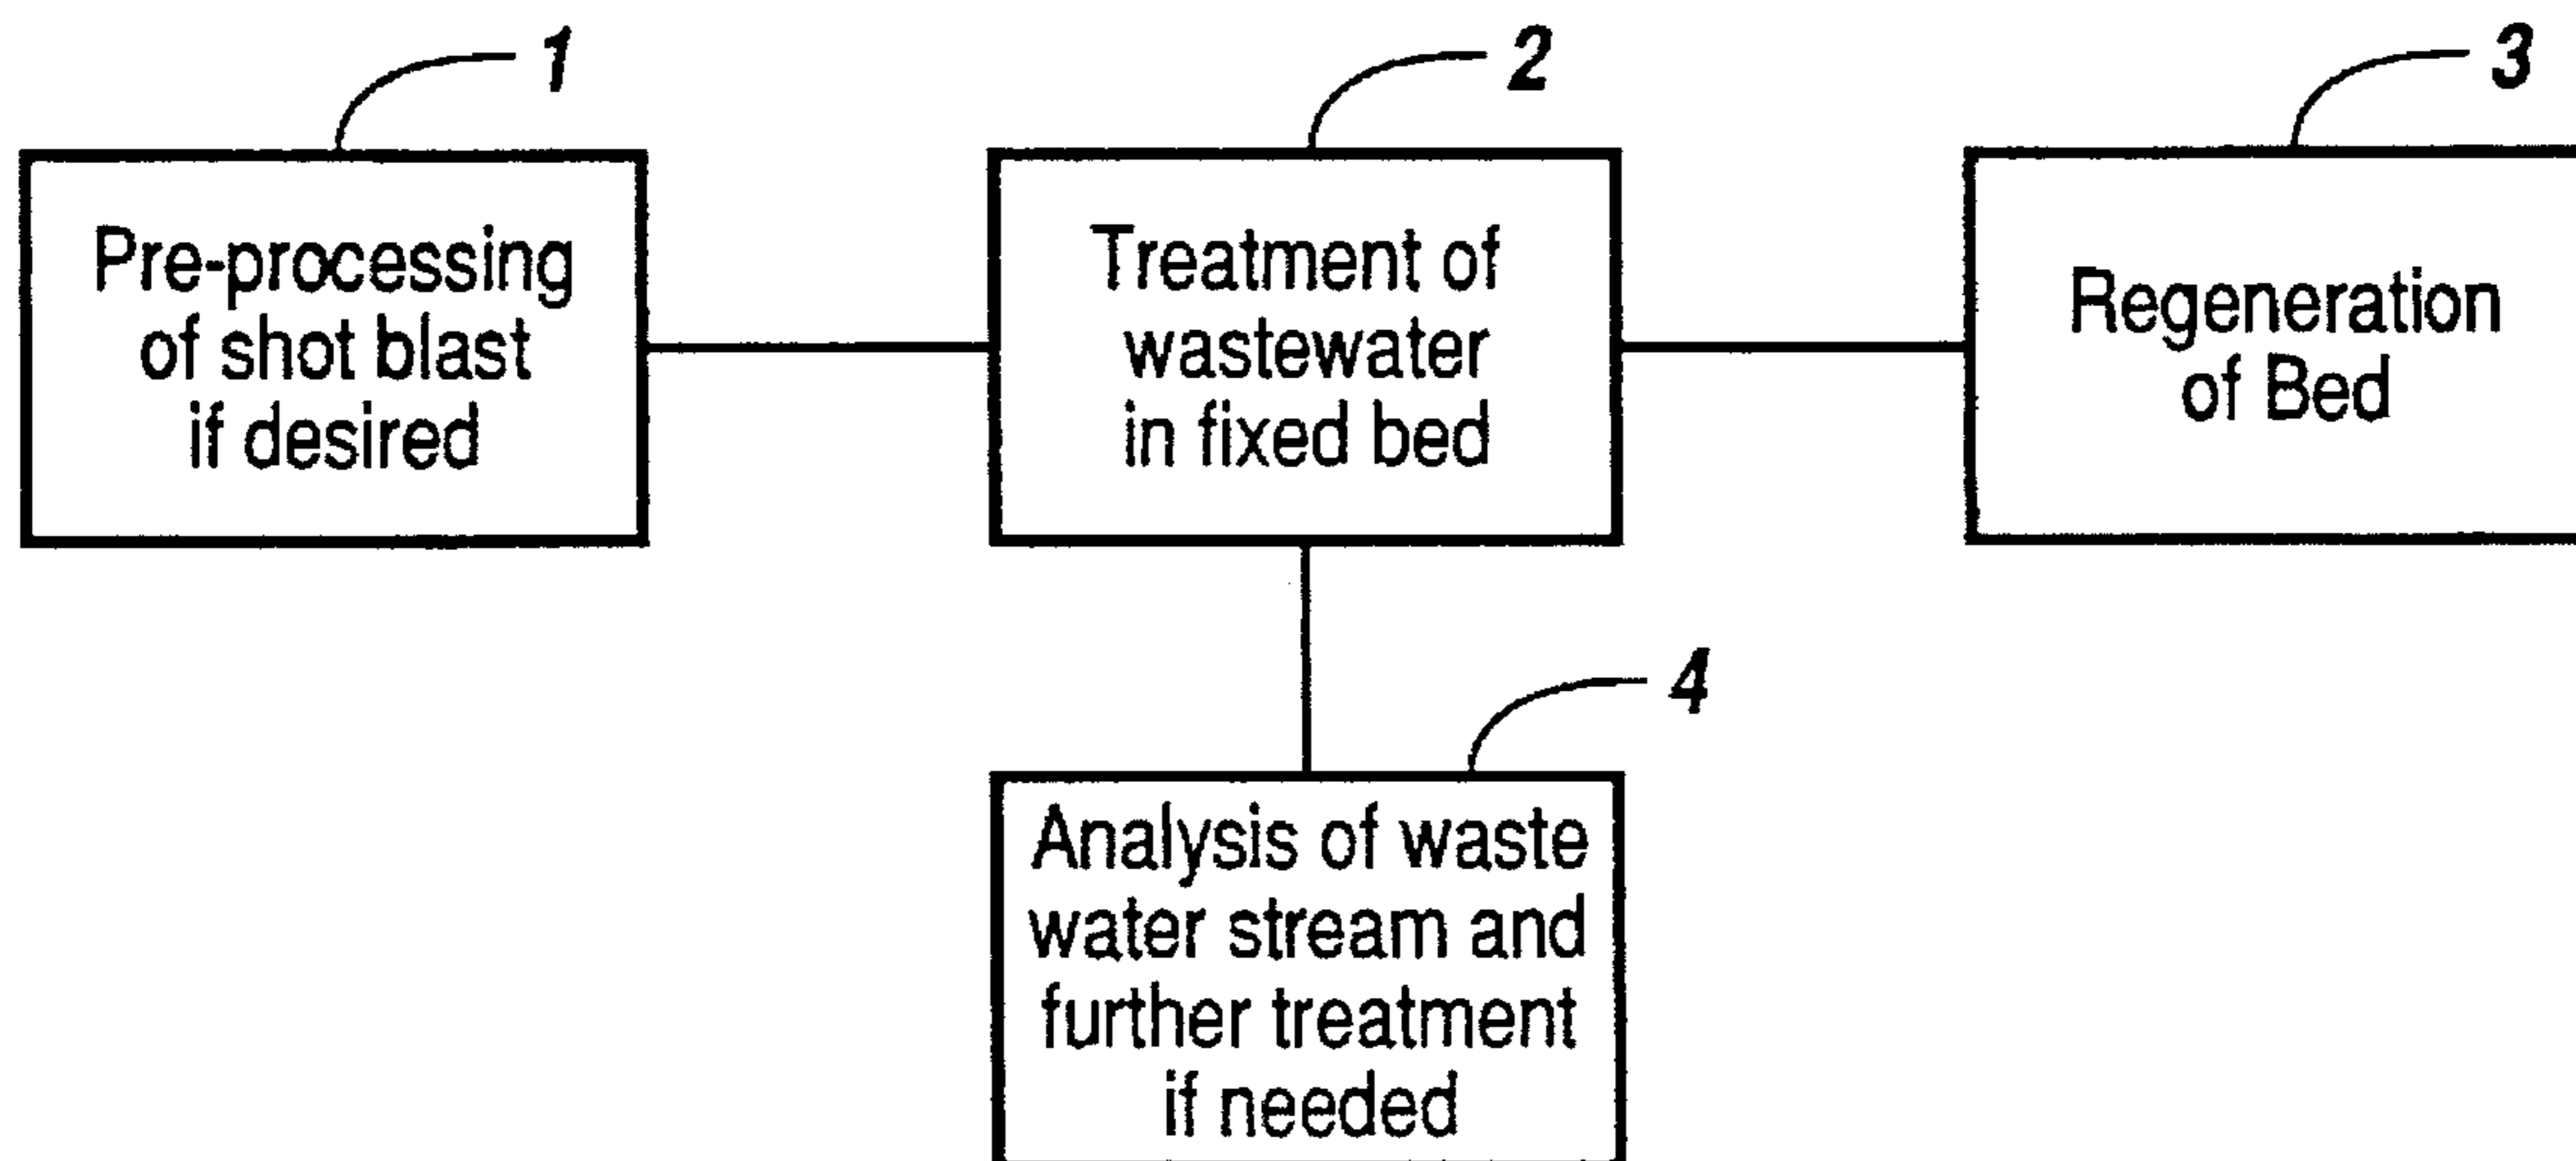 1
Pre-processing
of shot blast
if desired
2
Treatment of
wastewater
in fixed bed
3
Regeneration
of Bed
4
Analysis of waste
water stream and
further treatment
if needed